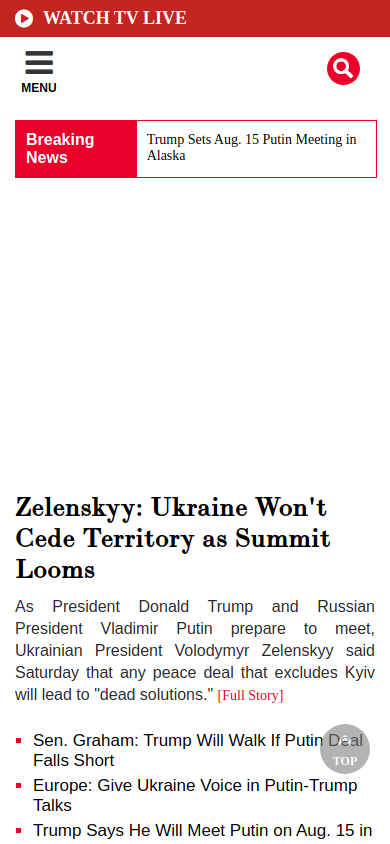 WATCH TV LIVE
MENU
Breaking
News
Trump Sets Aug. 15 Putin Meeting in
Alaska
Zelenskyy: Ukraine Won't
Cede Territory as Summit
Looms
As President Donald Trump and Russian
President Vladimir Putin prepare to meet,
Ukrainian President Volodymyr Zelenskyy said
Saturday that any peace deal that excludes Kyiv
will lead to "dead solutions." [Full Story]
Sen. Graham: Trump Will Walk If Putin Deal
Falls Short
TOP
Europe: Give Ukraine Voice in Putin-Trump
Talks
Trump Says He Will Meet Putin on Aug. 15 in